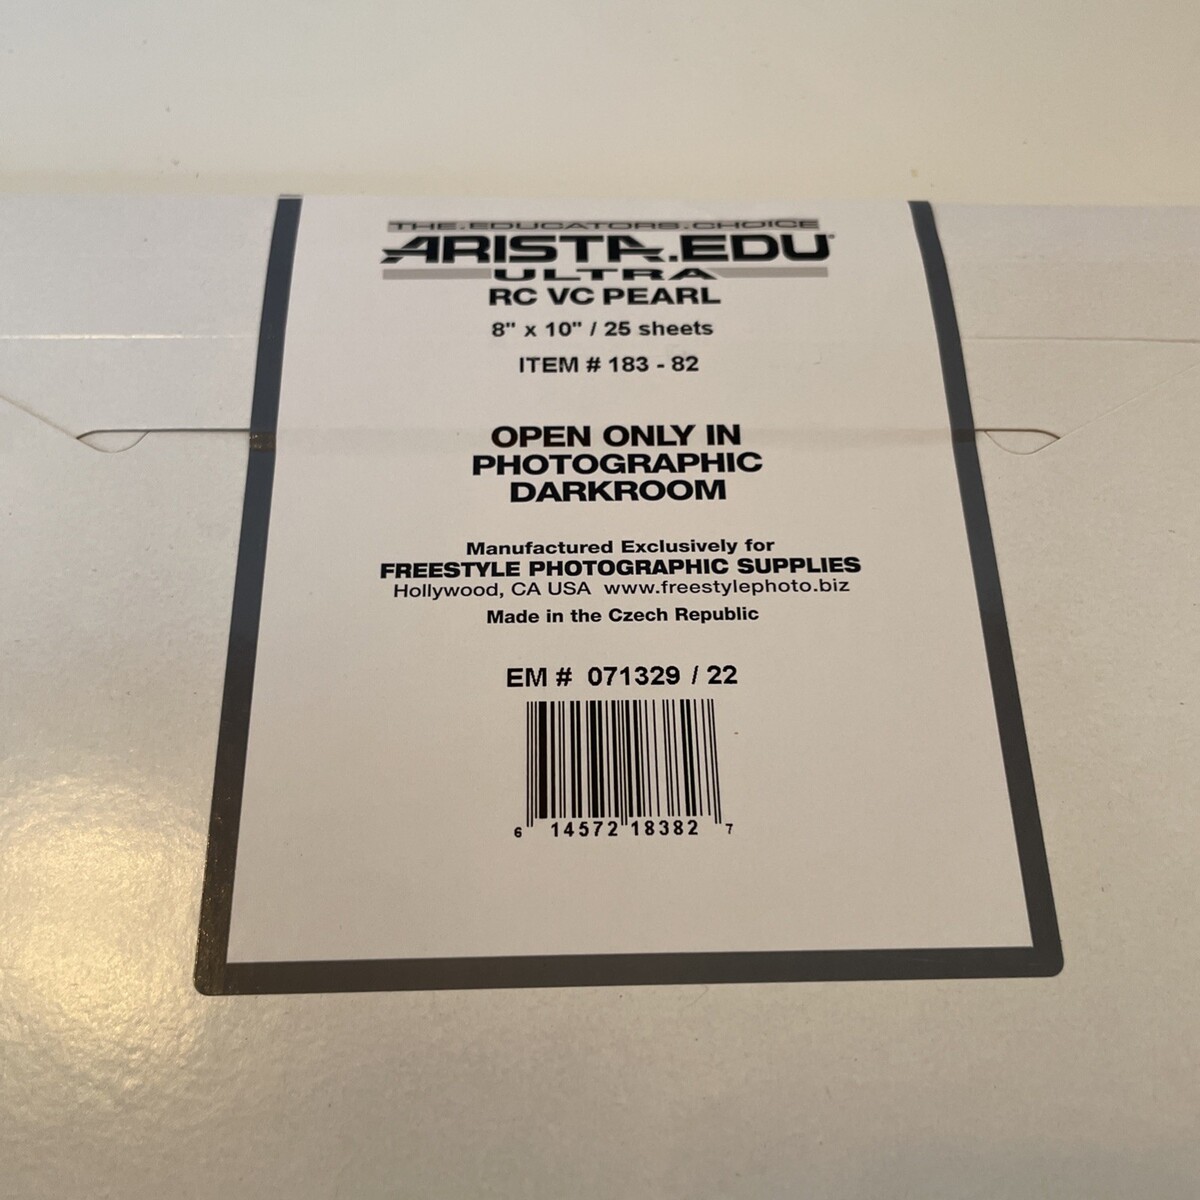 THE.EDUCATORS.CHOICE
ARISTA.EDU®
ULTRA
RC VC PEARL
8" x 10" / 25 sheets
ITEM # 183 - 82
OPEN ONLY IN
PHOTOGRAPHIC
DARKROOM
Manufactured Exclusively for
FREESTYLE PHOTOGRAPHIC SUPPLIES
Hollywood, CA USA www.freestylephoto.biz
Made in the Czech Republic
EM # 071329 / 22
6 14572 18382 7